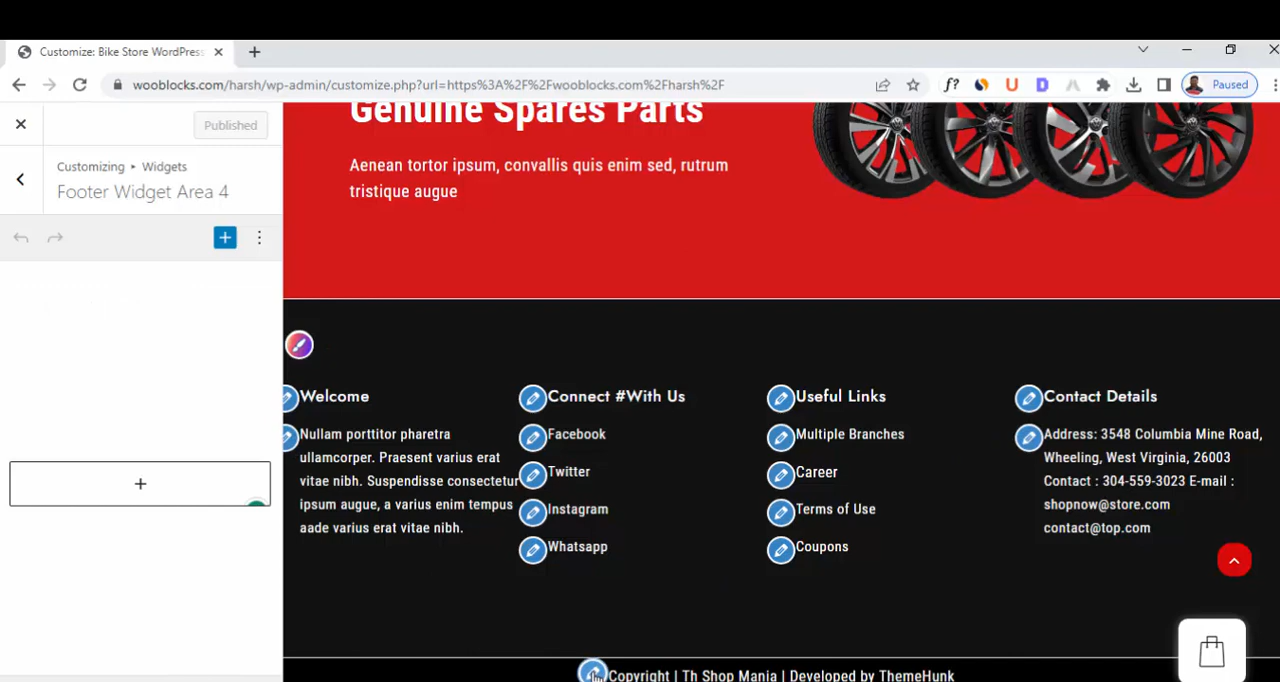 Customize: Bike Store WordPress
wooblocks.com/harsh/wp-admin/customize.php?url=https%3A%2F%2Fwooblocks.com%2Fharsh%2F
f?
U
D
Paused
Published
Customizing ▸ Widgets
Footer Widget Area 4
Genuine Spares Parts
Aenean tortor ipsum, convallis quis enim sed, rutrum
tristique augue
Welcome
Nullam porttitor pharetra
ullamcorper. Praesent varius erat
vitae nibh. Suspendisse consectetur
ipsum augue, a varius enim tempus
aade varius erat vitae nibh.
Connect #With Us
Facebook
Twitter
Instagram
Whatsapp
Useful Links
Multiple Branches
Career
Terms of Use
Coupons
Contact Details
Address: 3548 Columbia Mine Road,
Wheeling, West Virginia, 26003
Contact : 304-559-3023 E-mail :
shopnow@store.com
contact@top.com
Copyright | Th Shop Mania | Developed by ThemeHunk